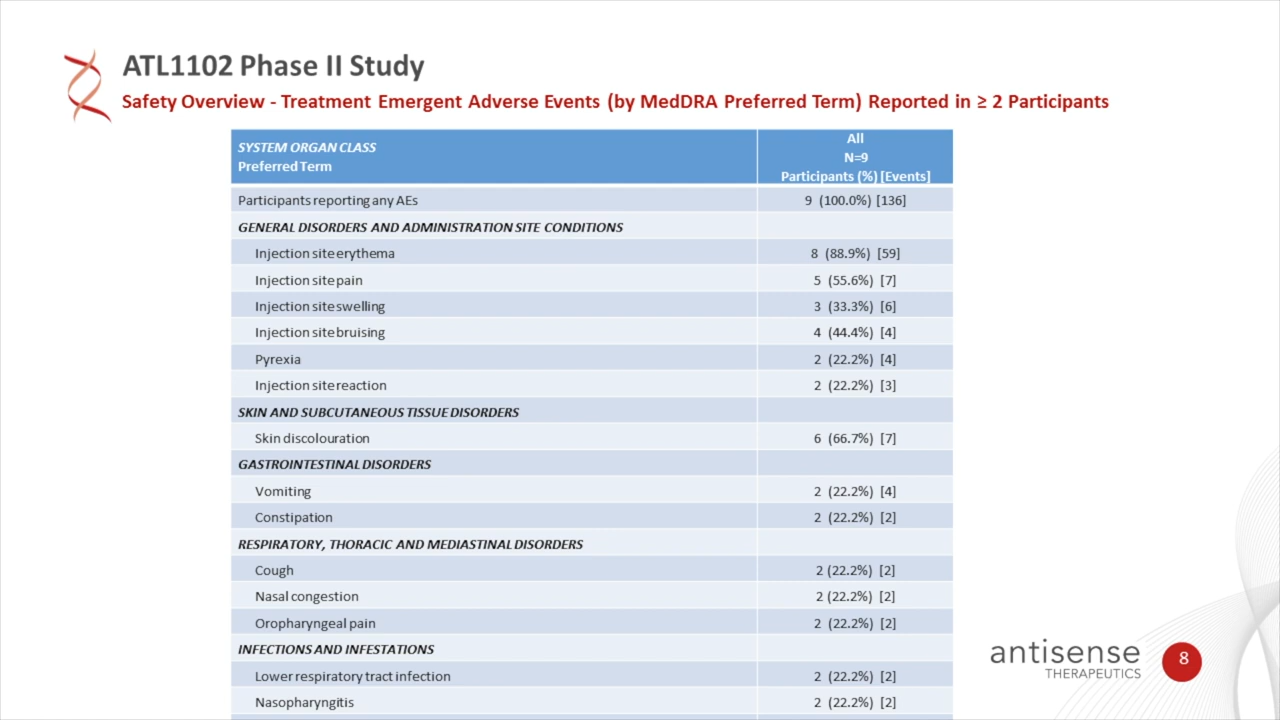 ATL1102 Phase II Study
Safety Overview - Treatment Emergent Adverse Events (by MedDRA Preferred Term) Reported in ≥ 2 Participants
SYSTEM ORGAN CLASS
Preferred Term
All
N=9
Participants (%) [Events]
Participants reporting any AEs 9 (100.0%) [136]
GENERAL DISORDERS AND ADMINISTRATION SITE CONDITIONS
Injection site erythema 8 (88.9%) [59]
Injection site pain 5 (55.6%) [7]
Injection site swelling 3 (33.3%) [6]
Injection site bruising 4 (44.4%) [4]
Pyrexia 2 (22.2%) [4]
Injection site reaction 2 (22.2%) [3]
SKIN AND SUBCUTANEOUS TISSUE DISORDERS
Skin discolouration 6 (66.7%) [7]
GASTROINTESTINAL DISORDERS
Vomiting 2 (22.2%) [4]
Constipation 2 (22.2%) [2]
RESPIRATORY, THORACIC AND MEDIASTINAL DISORDERS
Cough 2 (22.2%) [2]
Nasal congestion 2 (22.2%) [2]
Oropharyngeal pain 2 (22.2%) [2]
INFECTIONS AND INFESTATIONS
Lower respiratory tract infection 2 (22.2%) [2]
Nasopharyngitis 2 (22.2%) [2]
antisense
THERAPEUTICS
8